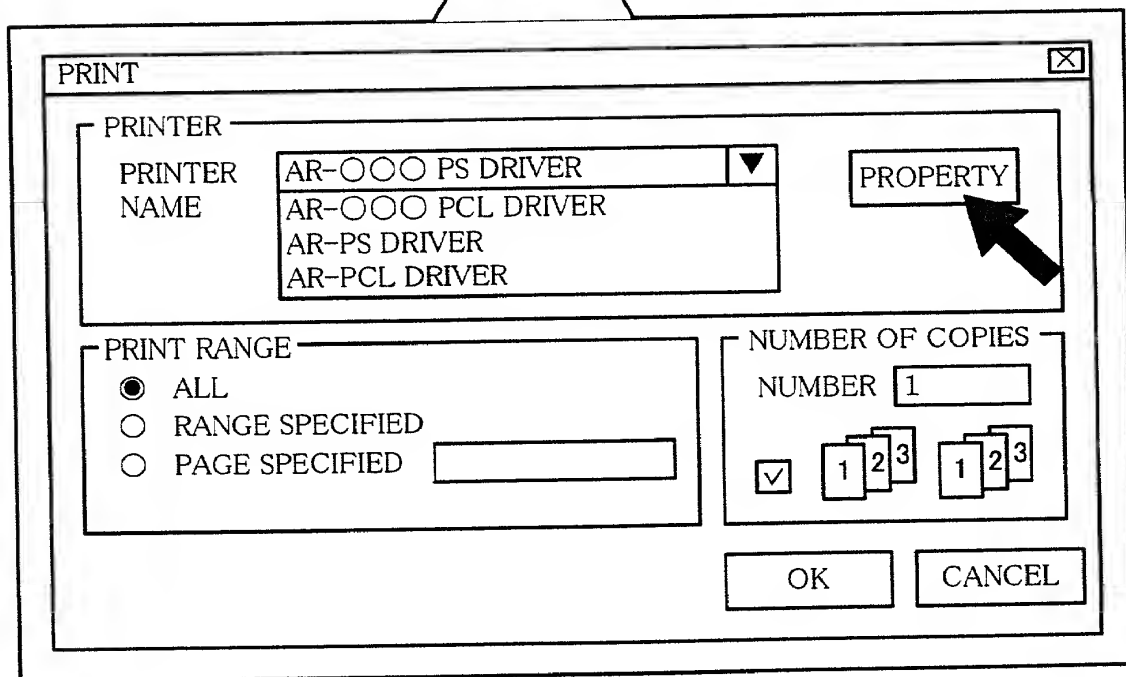 PRINT
PRINTER
PRINTER NAME
AR-○○○ PS DRIVER
AR-○○○ PCL DRIVER
AR-PS DRIVER
AR-PCL DRIVER
PROPERTY
PRINT RANGE
ALL
RANGE SPECIFIED
PAGE SPECIFIED
NUMBER OF COPIES
NUMBER 1
1 2 3 1 2 3
OK CANCEL